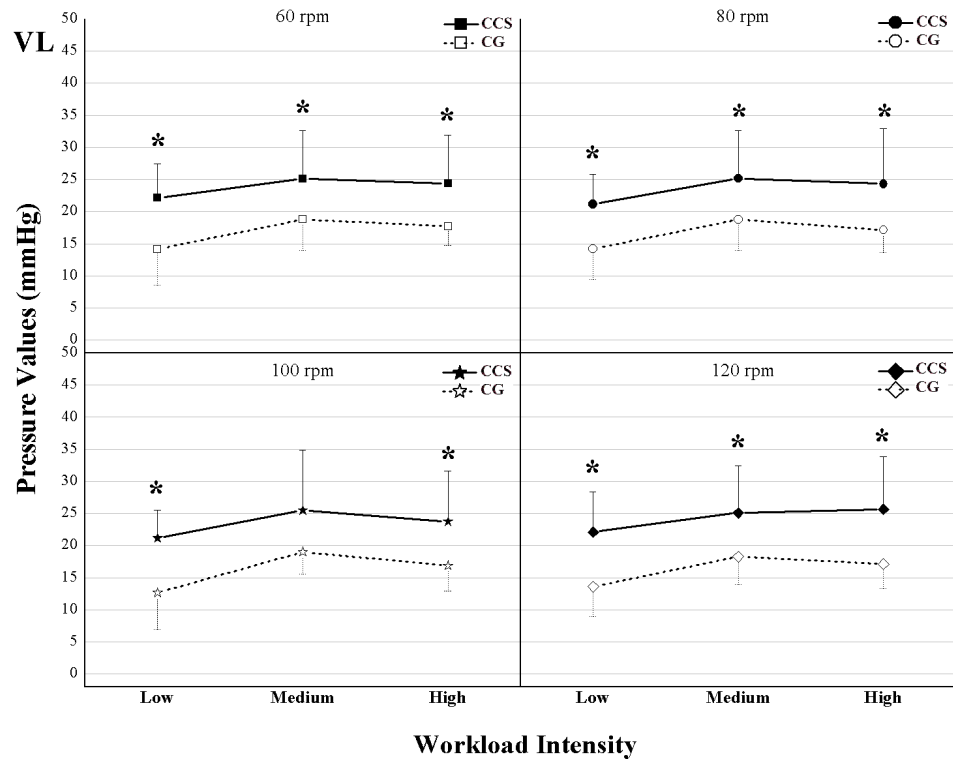 VL
Pressure Values (mmHg)
60 rpm
CCS
CG
50
45
40
35
30
25
20
15
10
5
0
*
*
*
80 rpm
CCS
CG
*
*
*
100 rpm
CCS
CG
50
45
40
35
30
25
20
15
10
5
0
*
*
120 rpm
CCS
CG
*
*
*
Low Medium High Low Medium High
Workload Intensity